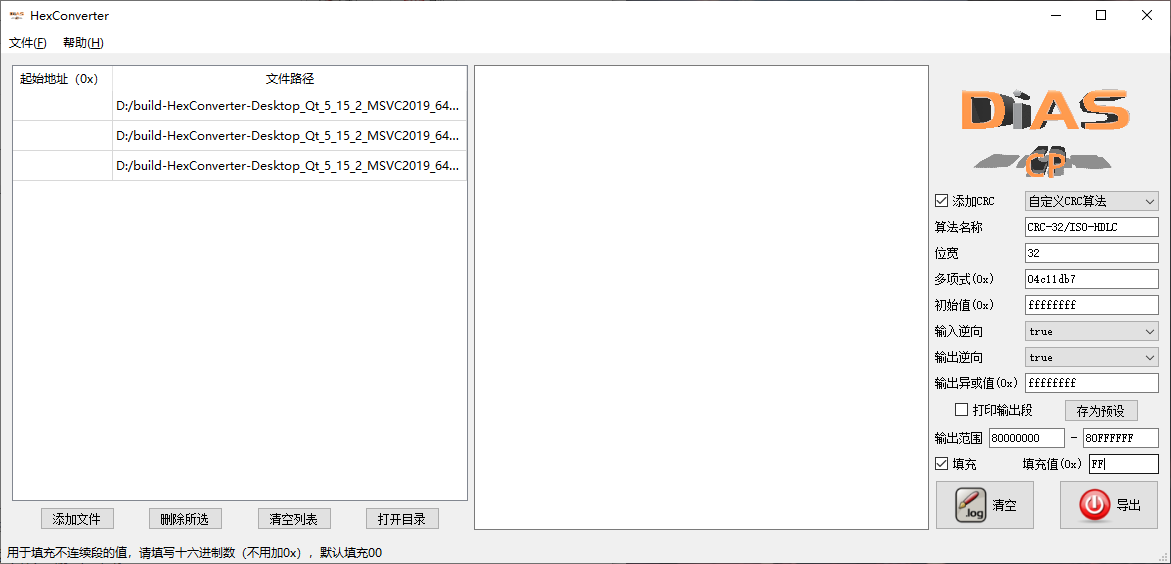 HexConverter
文件(F) 帮助(H)
起始地址（0x） 文件路径
D:/build-HexConverter-Desktop_Qt_5_15_2_MSVC2019_64...
D:/build-HexConverter-Desktop_Qt_5_15_2_MSVC2019_64...
D:/build-HexConverter-Desktop_Qt_5_15_2_MSVC2019_64...
添加文件 删除所选 清空列表 打开目录
DiAS
CP
添加CRC 自定义CRC算法
算法名称 CRC-32/ISO-HDLC
位宽 32
多项式(0x) 04c11db7
初始值(0x) ffffffff
输入逆向 true
输出逆向 true
输出异或值(0x) ffffffff
打印输出段 存为预设
输出范围 80000000 - 80FFFFFF
填充 填充值(0x) FF
.log 清空 导出
用于填充不连续段的值，请填写十六进制数（不用加0x），默认填充00